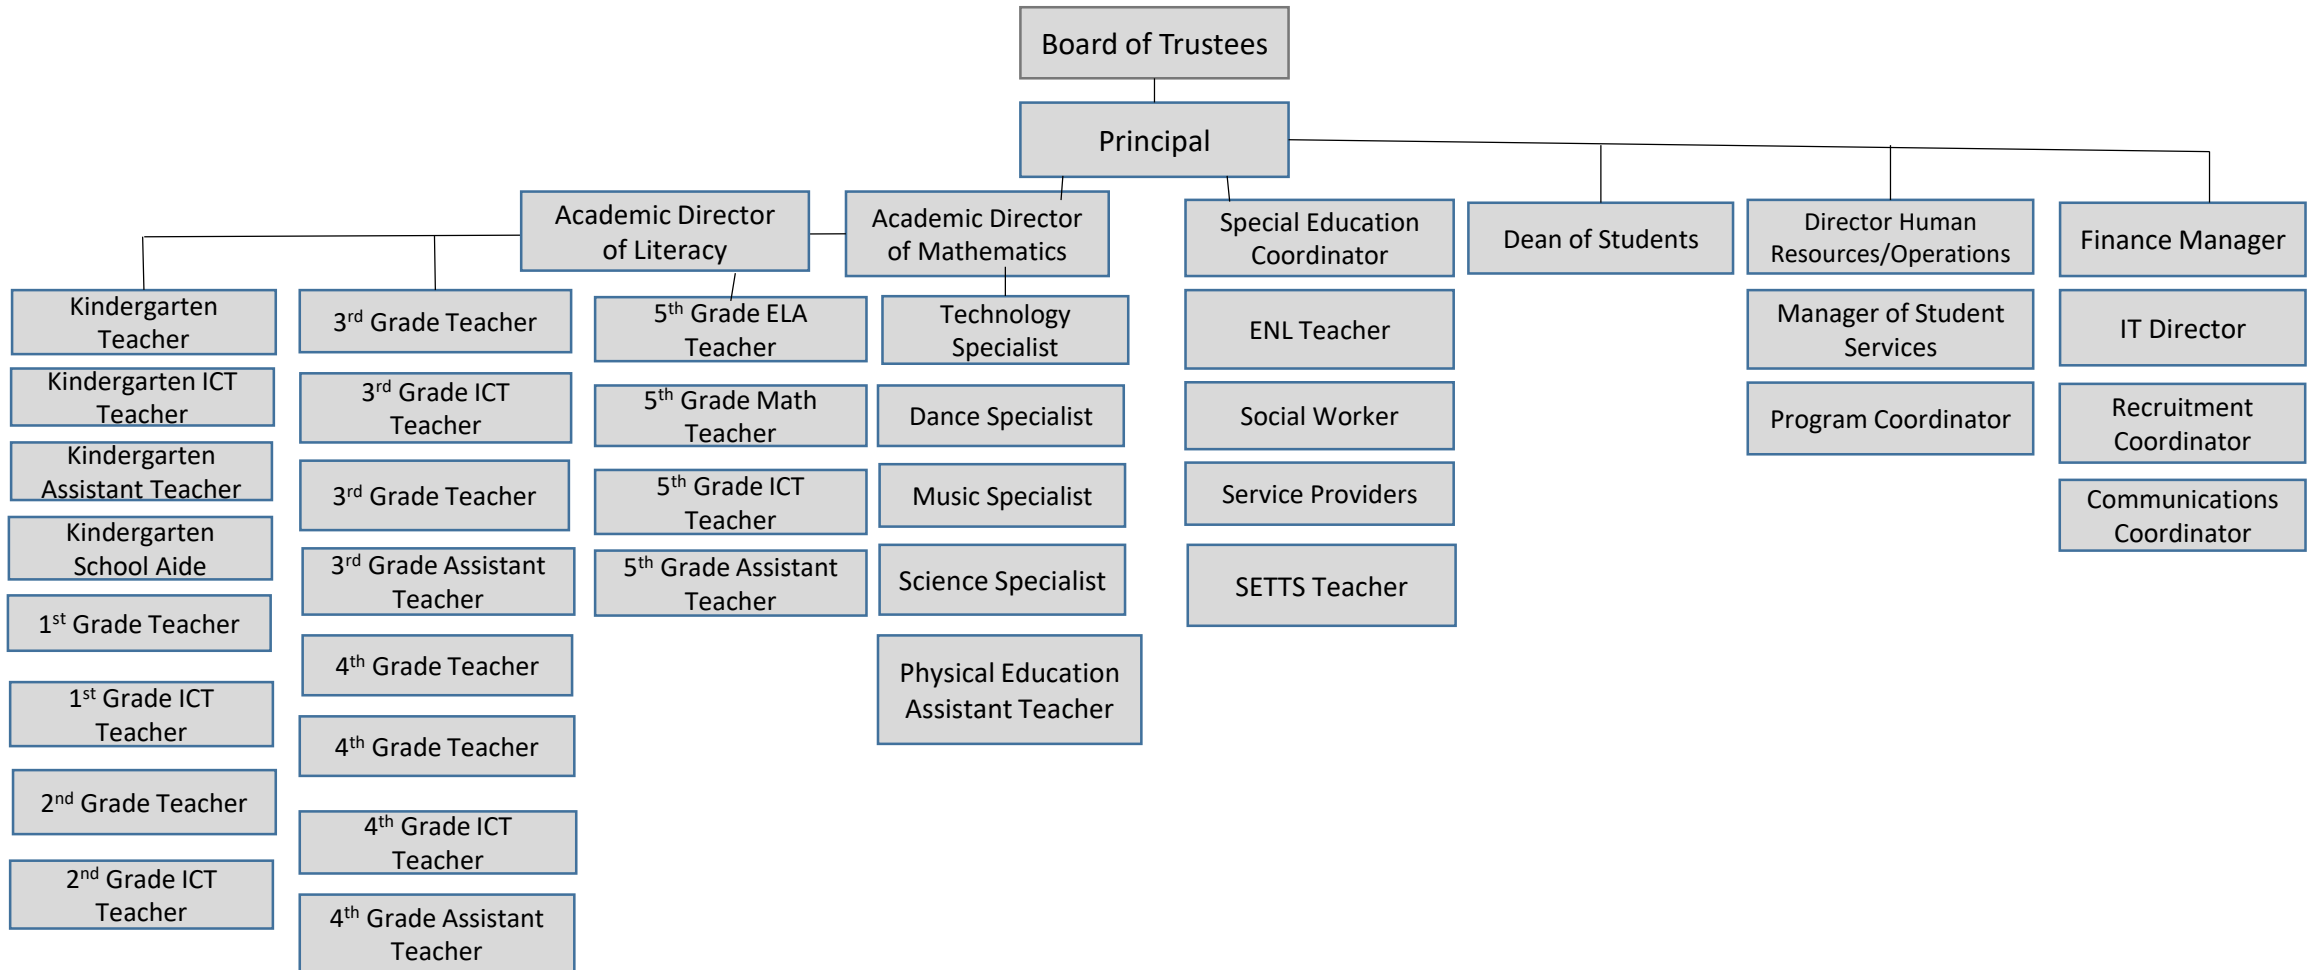 Board of Trustees
Principal
Academic Director
of Literacy
Academic Director
of Mathematics
Special Education
Coordinator
Dean of Students
Director Human
Resources/Operations
Finance Manager
Kindergarten
Teacher
Kindergarten ICT
Teacher
Kindergarten
Assistant Teacher
Kindergarten
School Aide
1st Grade Teacher
1st Grade ICT
Teacher
2nd Grade Teacher
2nd Grade ICT
Teacher
3rd Grade Teacher
3rd Grade ICT
Teacher
3rd Grade Teacher
3rd Grade Assistant
Teacher
4th Grade Teacher
4th Grade Teacher
4th Grade ICT
Teacher
4th Grade Assistant
Teacher
5th Grade ELA
Teacher
5th Grade Math
Teacher
5th Grade ICT
Teacher
5th Grade Assistant
Teacher
Technology
Specialist
Dance Specialist
Music Specialist
Science Specialist
Physical Education
Assistant Teacher
ENL Teacher
Social Worker
Service Providers
SETTS Teacher
Manager of Student
Services
Program Coordinator
IT Director
Recruitment
Coordinator
Communications
Coordinator